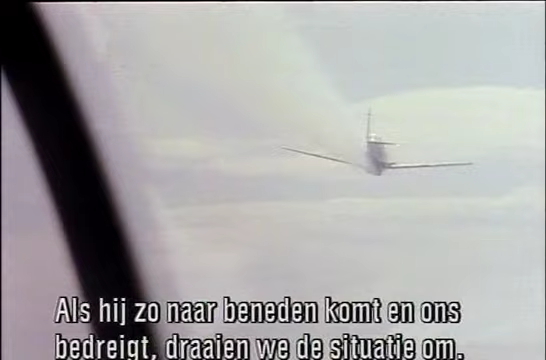 Als hij zo naar beneden komt en ons
bedreigt, draaien we de situatie om.